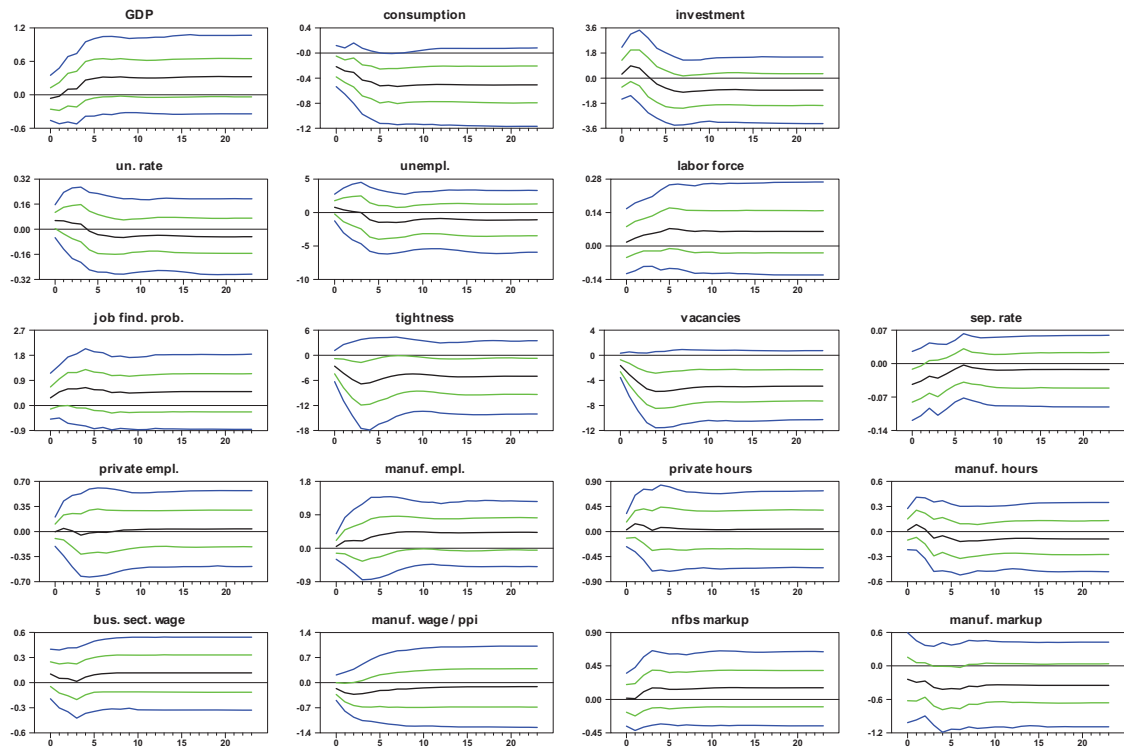 GDP
1.2
0.6
0.0
-0.6
0 5 10 15 20
consumption
0.4
-0.0
-0.4
-0.8
-1.2
0 5 10 15 20
investment
3.6
1.8
0.0
-1.8
-3.6
0 5 10 15 20
un. rate
0.32
0.16
0.00
-0.16
-0.32
0 5 10 15 20
unempl.
5
0
-5
-10
0 5 10 15 20
labor force
0.28
0.14
0.00
-0.14
0 5 10 15 20
job find. prob.
2.7
1.8
0.9
0.0
-0.9
0 5 10 15 20
tightness
6
0
-6
-12
-18
0 5 10 15 20
vacancies
4
0
-4
-8
-12
0 5 10 15 20
sep. rate
0.07
0.00
-0.07
-0.14
0 5 10 15 20
private empl.
0.70
0.35
0.00
-0.35
-0.70
0 5 10 15 20
manuf. empl.
1.8
0.9
0.0
-0.9
0 5 10 15 20
private hours
0.90
0.45
0.00
-0.45
-0.90
0 5 10 15 20
manuf. hours
0.6
0.3
0.0
-0.3
-0.6
0 5 10 15 20
bus. sect. wage
0.6
0.3
0.0
-0.3
-0.6
0 5 10 15 20
manuf. wage / ppi
1.4
0.7
0.0
-0.7
-1.4
0 5 10 15 20
nfbs markup
0.90
0.45
0.00
-0.45
0 5 10 15 20
manuf. markup
0.6
0.0
-0.6
-1.2
0 5 10 15 20